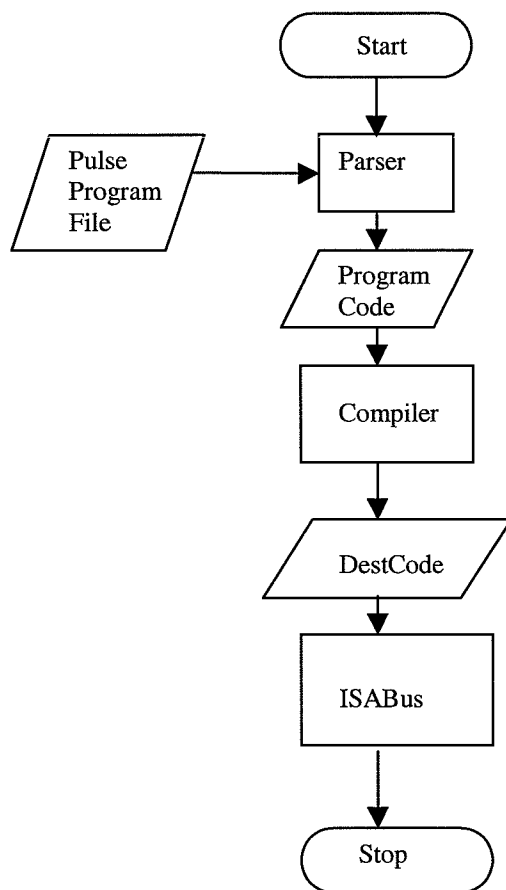 Start
Pulse
Program
File
Parser
Program
Code
Compiler
DestCode
ISABus
Stop